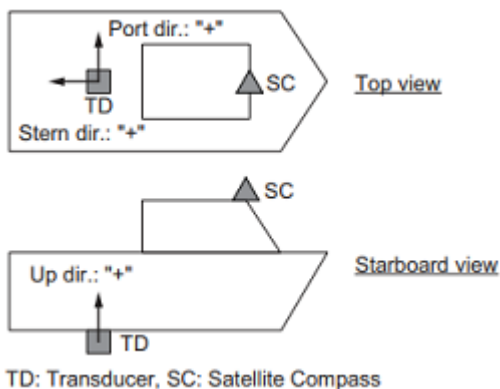 Port dir.: "+"
SC
Top view
TD
Stern dir.: "+"
SC
Starboard view
Up dir.: "+"
TD
TD: Transducer, SC: Satellite Compass